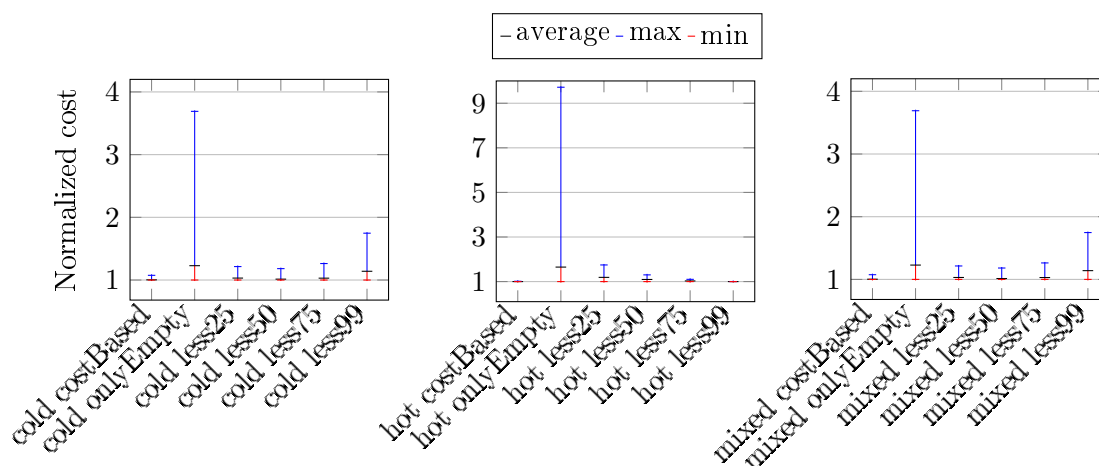 average max min
Normalized cost
4
3
2
1
cold costBased
cold onlyEmpty
cold less25
cold less50
cold less75
cold less99
9
7
5
3
1
hot costBased
hot onlyEmpty
hot less25
hot less50
hot less75
hot less99
4
3
2
1
mixed costBased
mixed onlyEmpty
mixed less25
mixed less50
mixed less75
mixed less99